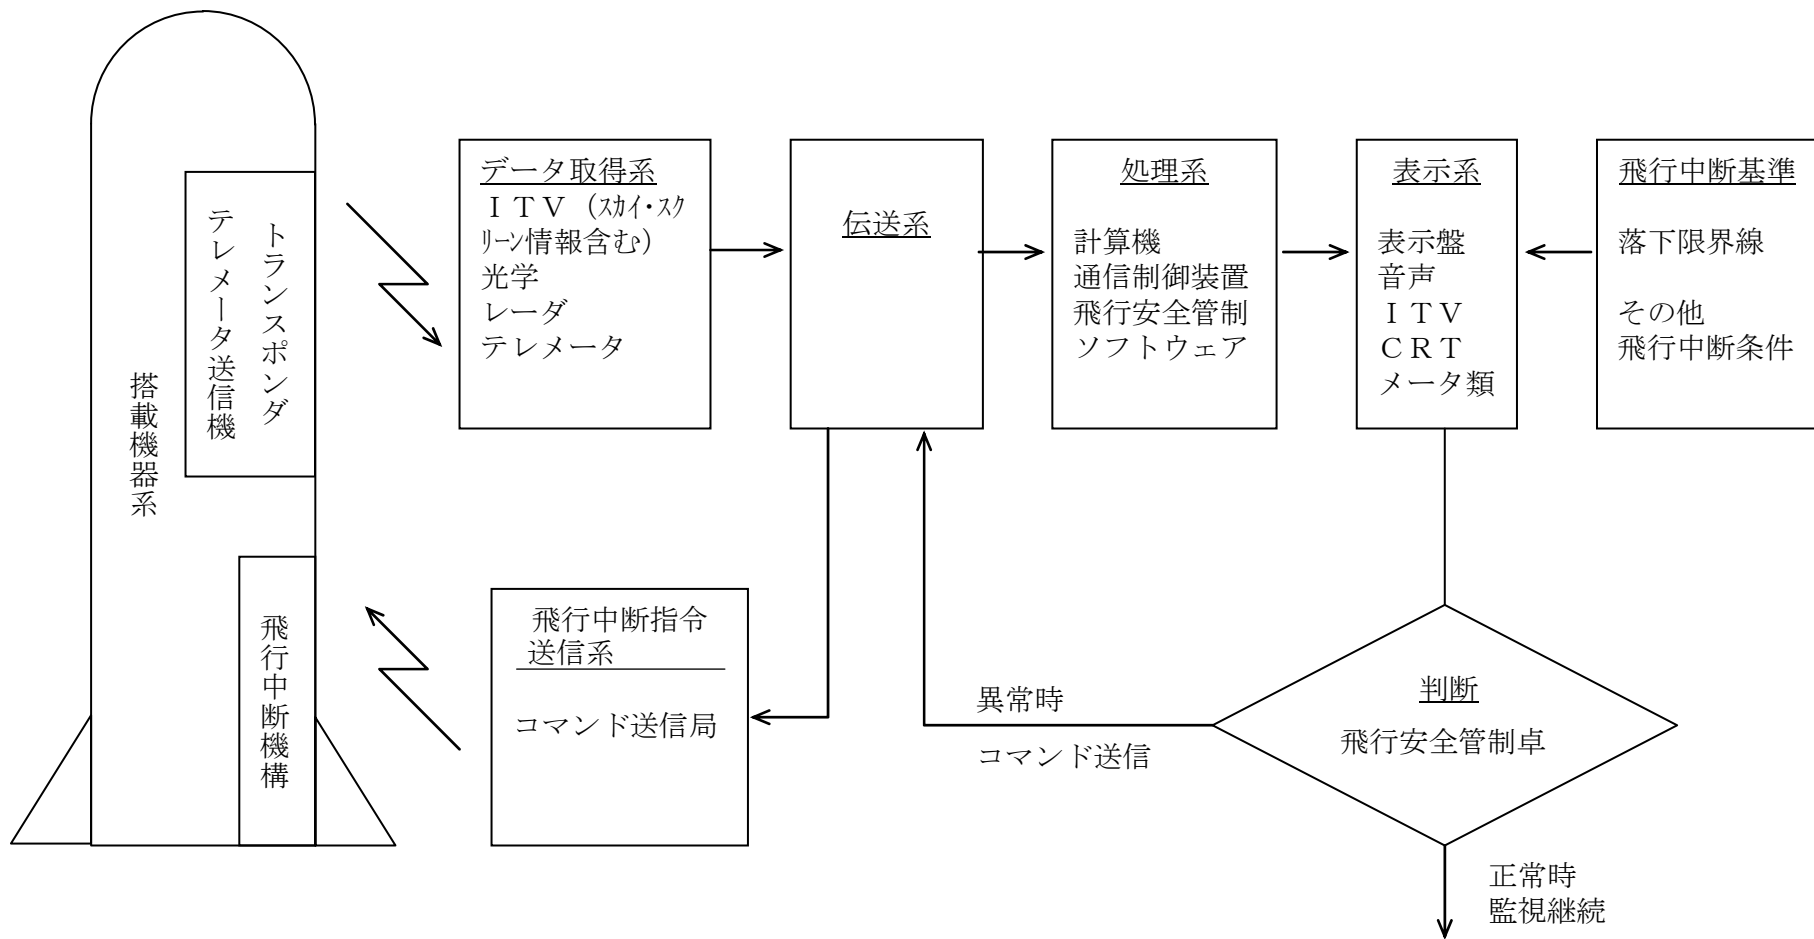 搭載機器系
テレメータ送信機
トランスポンダ
飛行中断機構
データ取得系
ＩＴＶ（ｽｶｲ・ｽｸ
ﾘｰﾝ情報含む）
光学
レーダ
テレメータ
伝送系
処理系
計算機
通信制御装置
飛行安全管制
ソフトウェア
表示系
表示盤
音声
ＩＴＶ
ＣＲＴ
メータ類
飛行中断基準
落下限界線
その他
飛行中断条件
飛行中断指令
送信系
コマンド送信局
異常時
コマンド送信
判断
飛行安全管制卓
正常時
監視継続